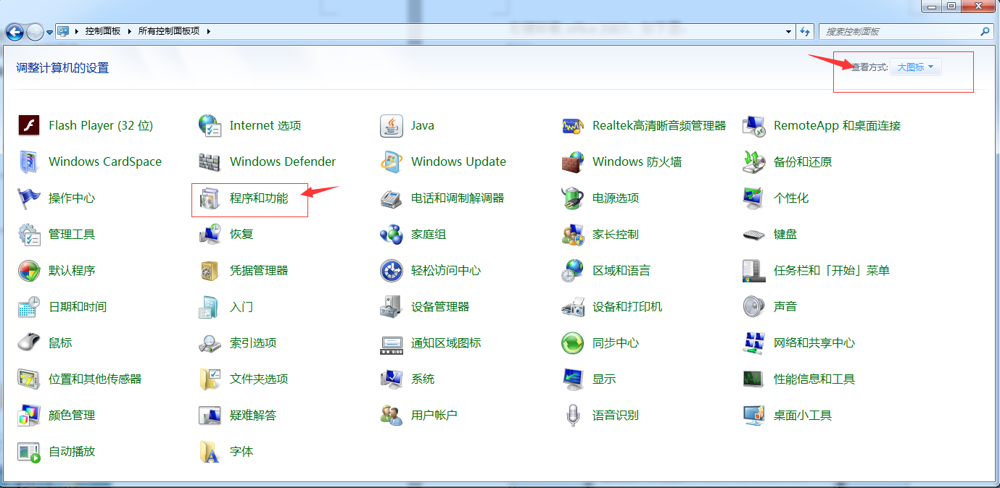 控制面板 所有控制面板项
搜索控制面板
调整计算机的设置
查看方式: 大图标
Flash Player (32 位) Internet 选项 Java Realtek高清晰音频管理器 RemoteApp 和桌面连接
Windows CardSpace Windows Defender Windows Update Windows 防火墙 备份和还原
操作中心 程序和功能 电话和调制解调器 电源选项 个性化
管理工具 恢复 家庭组 家长控制 键盘
默认程序 凭据管理器 轻松访问中心 区域和语言 任务栏和「开始」菜单
日期和时间 入门 设备管理器 设备和打印机 声音
鼠标 索引选项 通知区域图标 同步中心 网络和共享中心
位置和其他传感器 文件夹选项 系统 显示 性能信息和工具
颜色管理 疑难解答 用户帐户 语音识别 桌面小工具
自动播放 字体